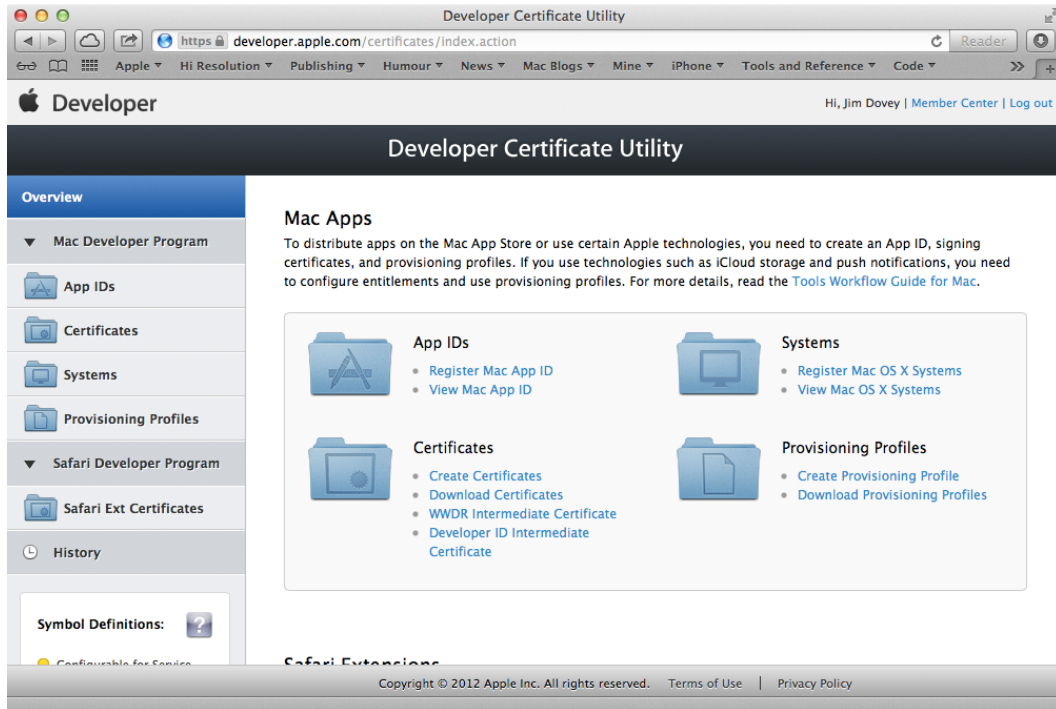 Developer Certificate Utility
https developer.apple.com/certificates/index.action
Reader
Apple Hi Resolution Publishing Humour News Mac Blogs Mine iPhone Tools and Reference Code
Developer
Hi, Jim Dovey | Member Center | Log out
Developer Certificate Utility
Overview
Mac Developer Program
App IDs
Certificates
Systems
Provisioning Profiles
Safari Developer Program
Safari Ext Certificates
History
Symbol Definitions:
?
Configurable for Service
Mac Apps
To distribute apps on the Mac App Store or use certain Apple technologies, you need to create an App ID, signing
certificates, and provisioning profiles. If you use technologies such as iCloud storage and push notifications, you need
to configure entitlements and use provisioning profiles. For more details, read the Tools Workflow Guide for Mac.
App IDs
Register Mac App ID
View Mac App ID
Systems
Register Mac OS X Systems
View Mac OS X Systems
Certificates
Create Certificates
Download Certificates
WWDR Intermediate Certificate
Developer ID Intermediate
Certificate
Provisioning Profiles
Create Provisioning Profile
Download Provisioning Profiles
Safari Extensions
Copyright © 2012 Apple Inc. All rights reserved. Terms of Use | Privacy Policy